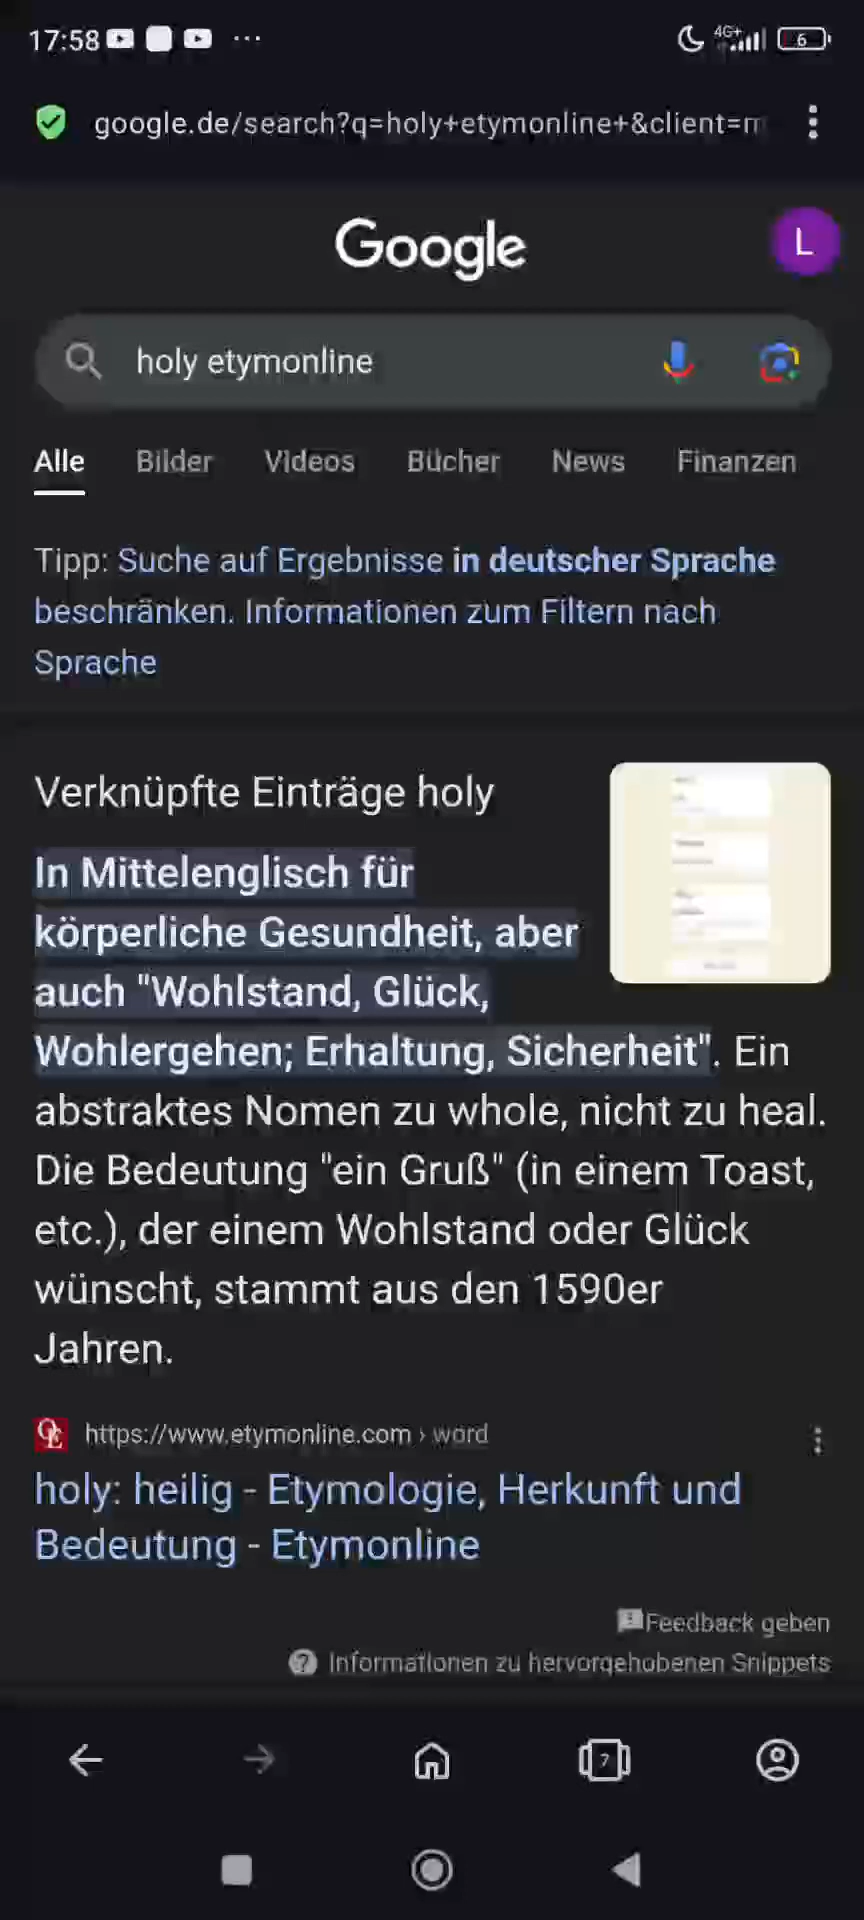 17:58
4G+
6
google.de/search?q=holy+etymonline+&client=m
Google
L
holy etymonline
Alle Bilder Videos Bücher News Finanzen
Tipp: Suche auf Ergebnisse in deutscher Sprache
beschränken. Informationen zum Filtern nach
Sprache
Verknüpfte Einträge holy
In Mittelenglisch für
körperliche Gesundheit, aber
auch "Wohlstand, Glück,
Wohlergehen; Erhaltung, Sicherheit". Ein
abstraktes Nomen zu whole, nicht zu heal.
Die Bedeutung "ein Gruß" (in einem Toast,
etc.), der einem Wohlstand oder Glück
wünscht, stammt aus den 1590er
Jahren.
https://www.etymonline.com › word
holy: heilig - Etymologie, Herkunft und
Bedeutung - Etymonline
Feedback geben
Informationen zu hervorgehobenen Snippets
7